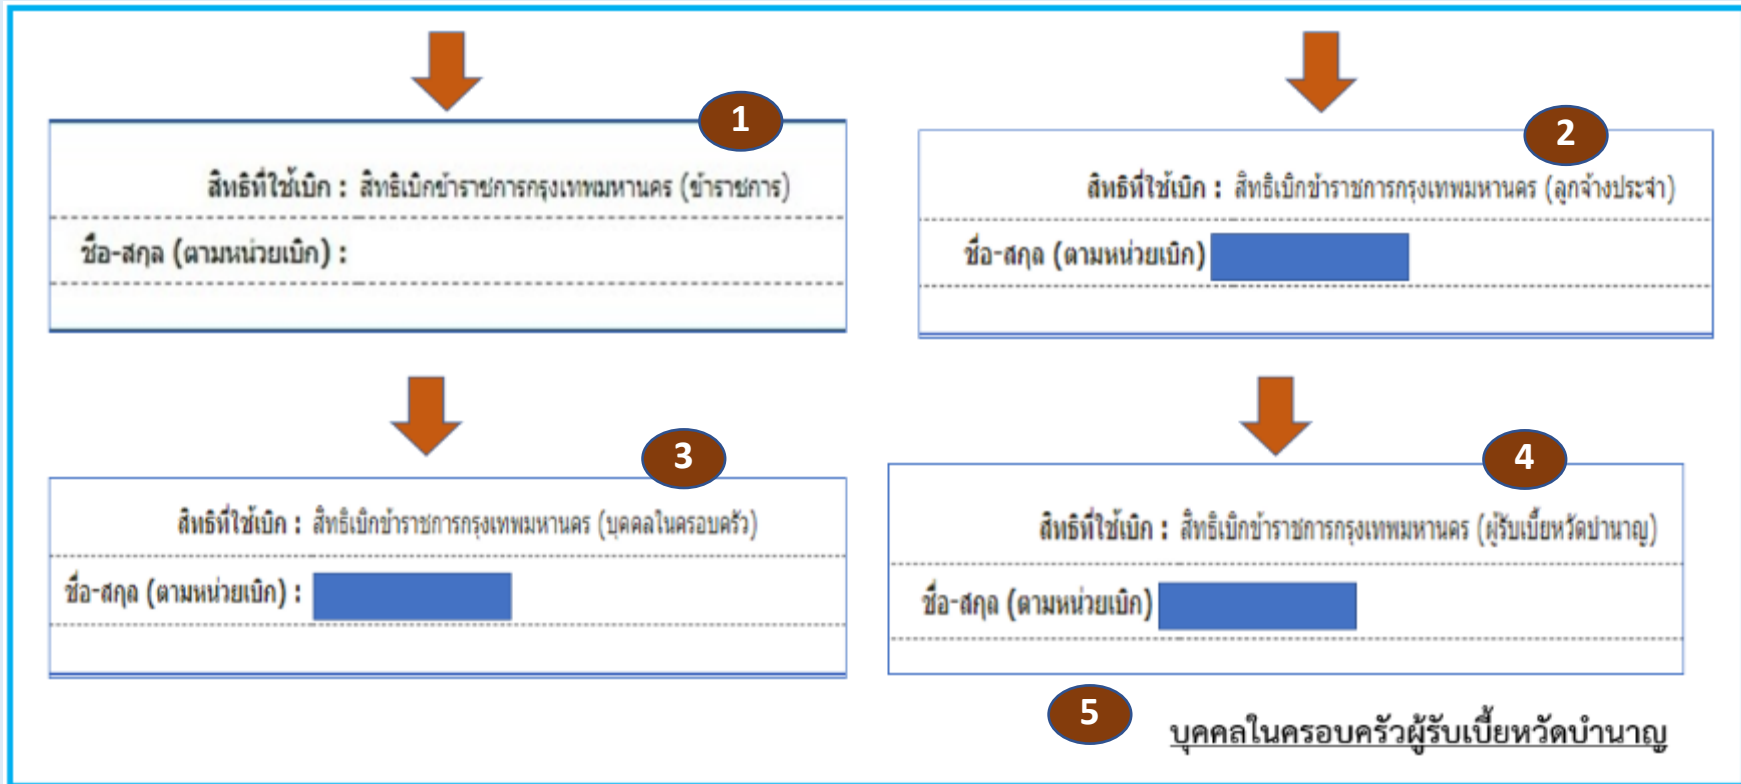 1
สิทธิที่ใช้เบิก : สิทธิเบิกข้าราชการกรุงเทพมหานคร (ข้าราชการ)
ชื่อ-สกุล (ตามหน่วยเบิก) :
2
สิทธิที่ใช้เบิก : สิทธิเบิกข้าราชการกรุงเทพมหานคร (ลูกจ้างประจำ)
ชื่อ-สกุล (ตามหน่วยเบิก)
3
สิทธิที่ใช้เบิก : สิทธิเบิกข้าราชการกรุงเทพมหานคร (บุคคลในครอบครัว)
ชื่อ-สกุล (ตามหน่วยเบิก) :
4
สิทธิที่ใช้เบิก : สิทธิเบิกข้าราชการกรุงเทพมหานคร (ผู้รับเบี้ยหวัดบำนาญ)
ชื่อ-สกุล (ตามหน่วยเบิก)
5
บุคคลในครอบครัวผู้รับเบี้ยหวัดบำนาญ